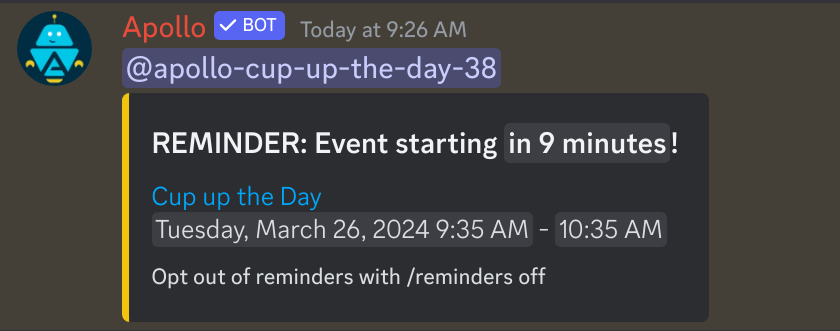 Apollo ✓ BOT Today at 9:26 AM
@apollo-cup-up-the-day-38
REMINDER: Event starting in 9 minutes!
Cup up the Day
Tuesday, March 26, 2024 9:35 AM - 10:35 AM
Opt out of reminders with /reminders off